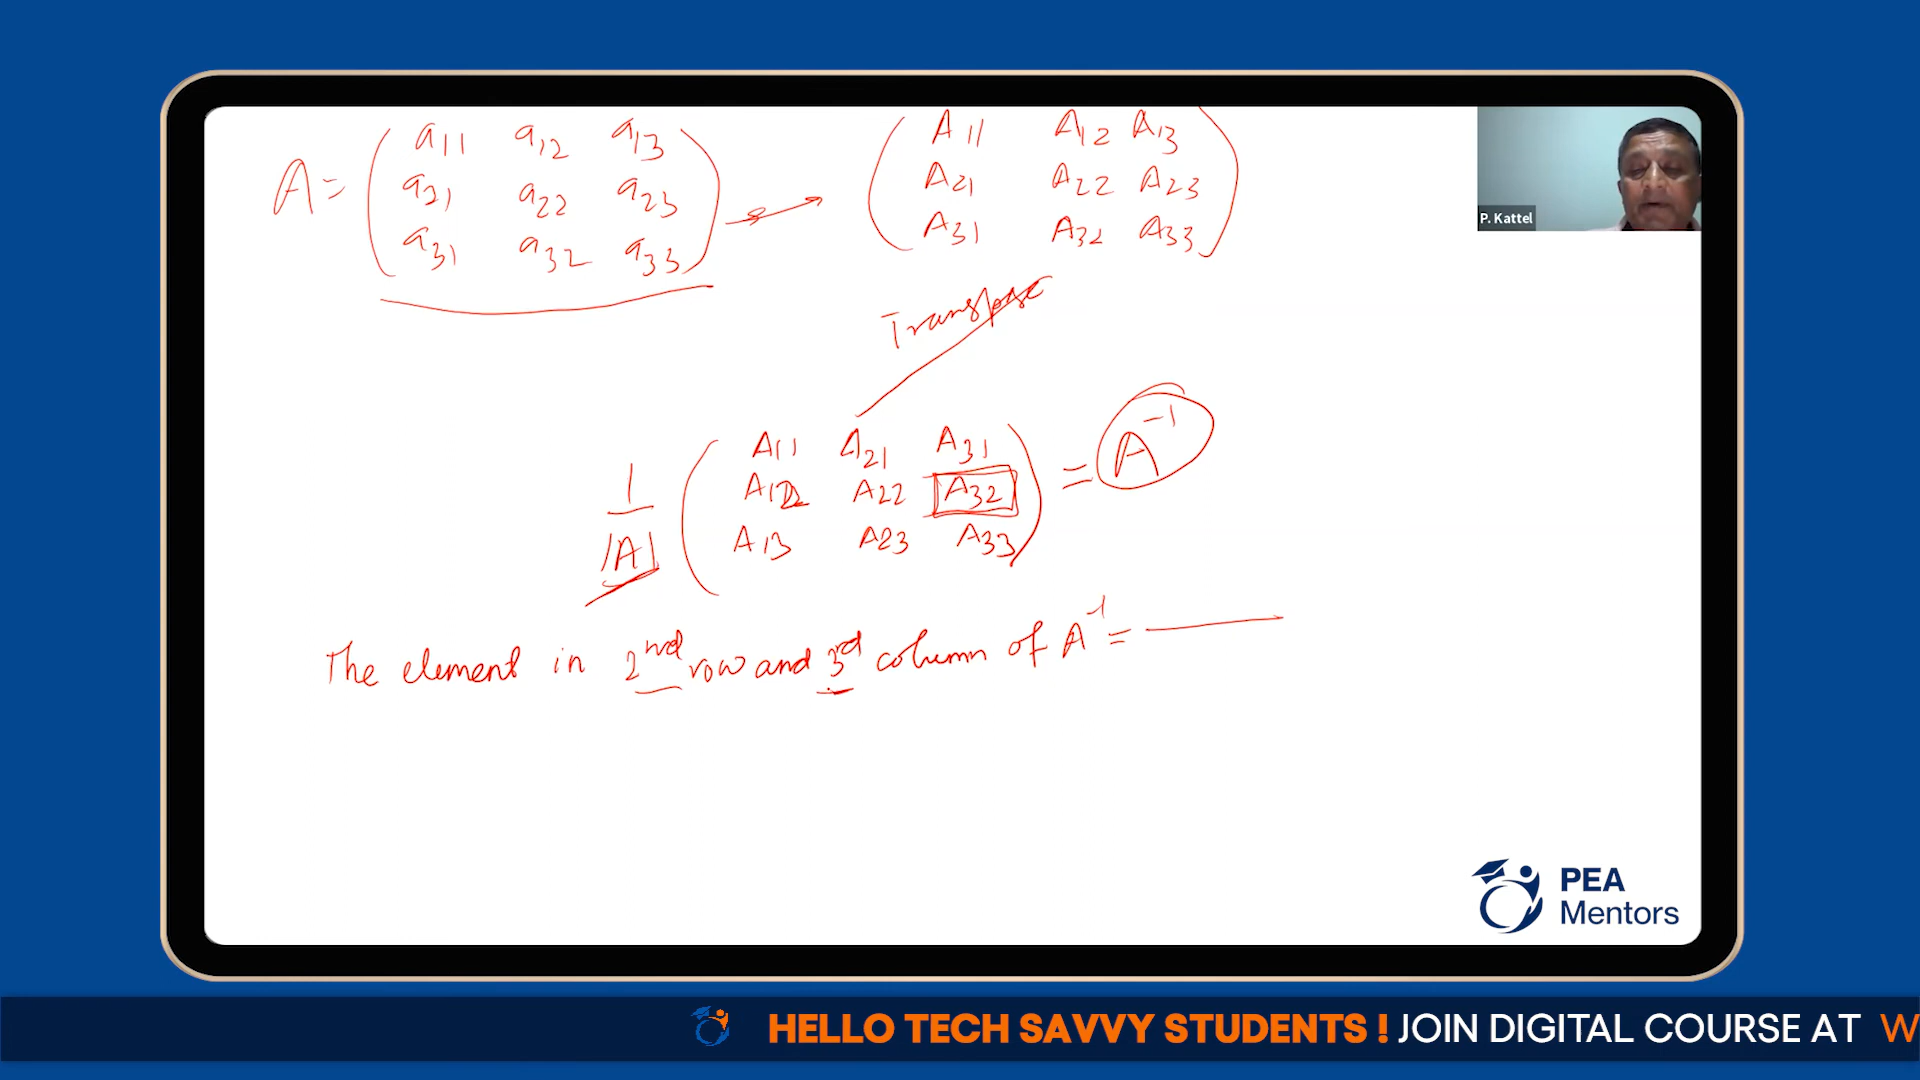 A = ( a11 a12 a13
a21 a22 a23
a31 a32 a33 ) →
( A11 A12 A13
A21 A22 A23
A31 A32 A33 )
P. Kattel
Transpose
1/|A| ( A11 A21 A31
A12 A22 A32
A13 A23 A33 ) = A⁻¹
The element in 2nd row and 3rd column of A⁻¹ = ———
PEA
Mentors
HELLO TECH SAVVY STUDENTS ! JOIN DIGITAL COURSE AT W